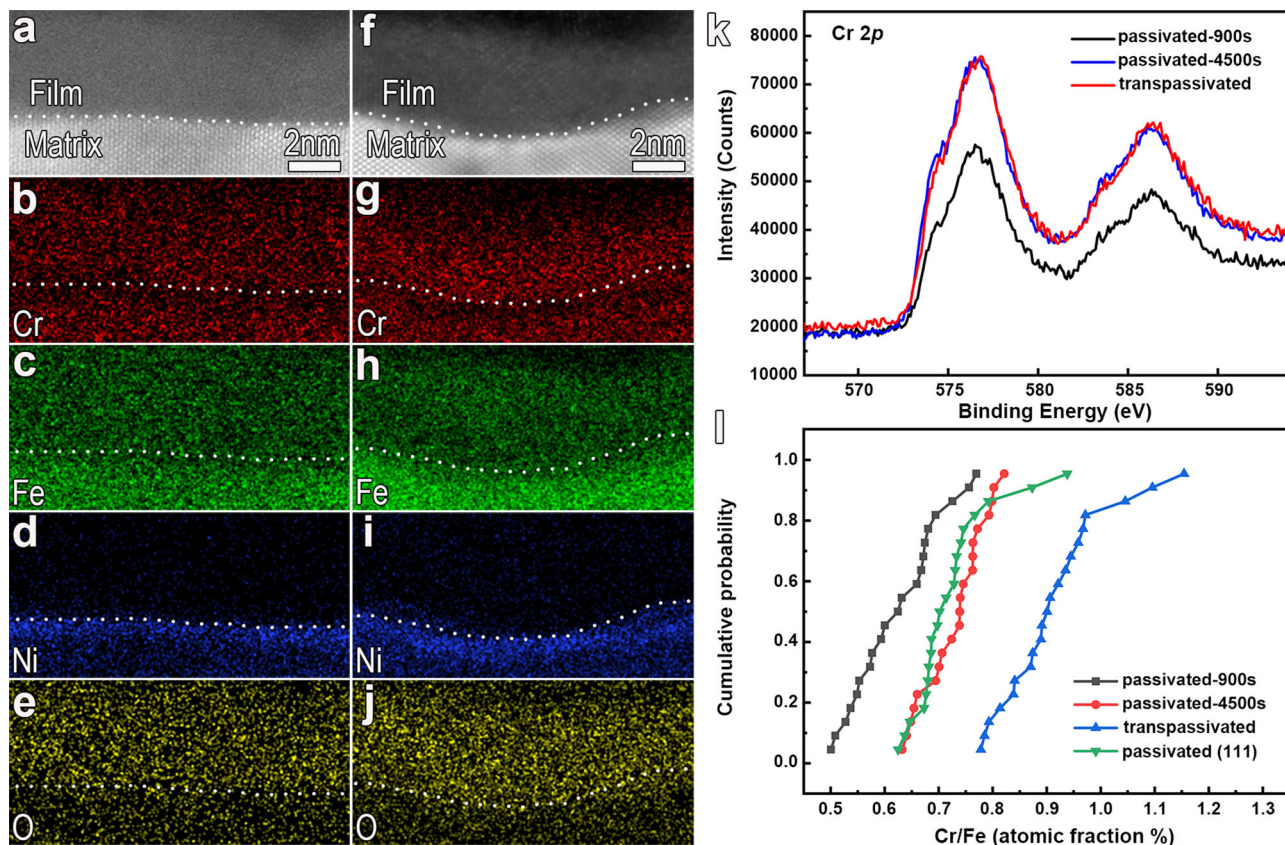 a
Film
Matrix
2nm
b
Cr
c
Fe
d
Ni
e
O
f
Film
Matrix
2nm
g
Cr
h
Fe
i
Ni
j
O
k
Cr 2p
passivated-900s
passivated-4500s
transpassivated
Intensity (Counts)
80000
70000
60000
50000
40000
30000
20000
10000
570 575 580 585 590
Binding Energy (eV)
l
Cumulative probability
1.0
0.8
0.6
0.4
0.2
0.0
passivated-900s
passivated-4500s
transpassivated
passivated (111)
0.5 0.6 0.7 0.8 0.9 1.0 1.1 1.2 1.3
Cr/Fe (atomic fraction %)